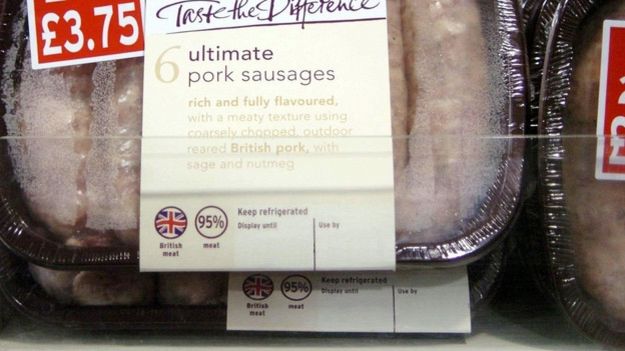 £3.75
Taste the Difference
6 ultimate
pork sausages
rich and fully flavoured,
with a meaty texture using
coarsely chopped, outdoor
reared British pork, with
sage and nutmeg
95%
British
meat
meat
Keep refrigerated
Display until
Use by
95%
British
meat
meat
Keep refrigerated
Display until
Use by
£